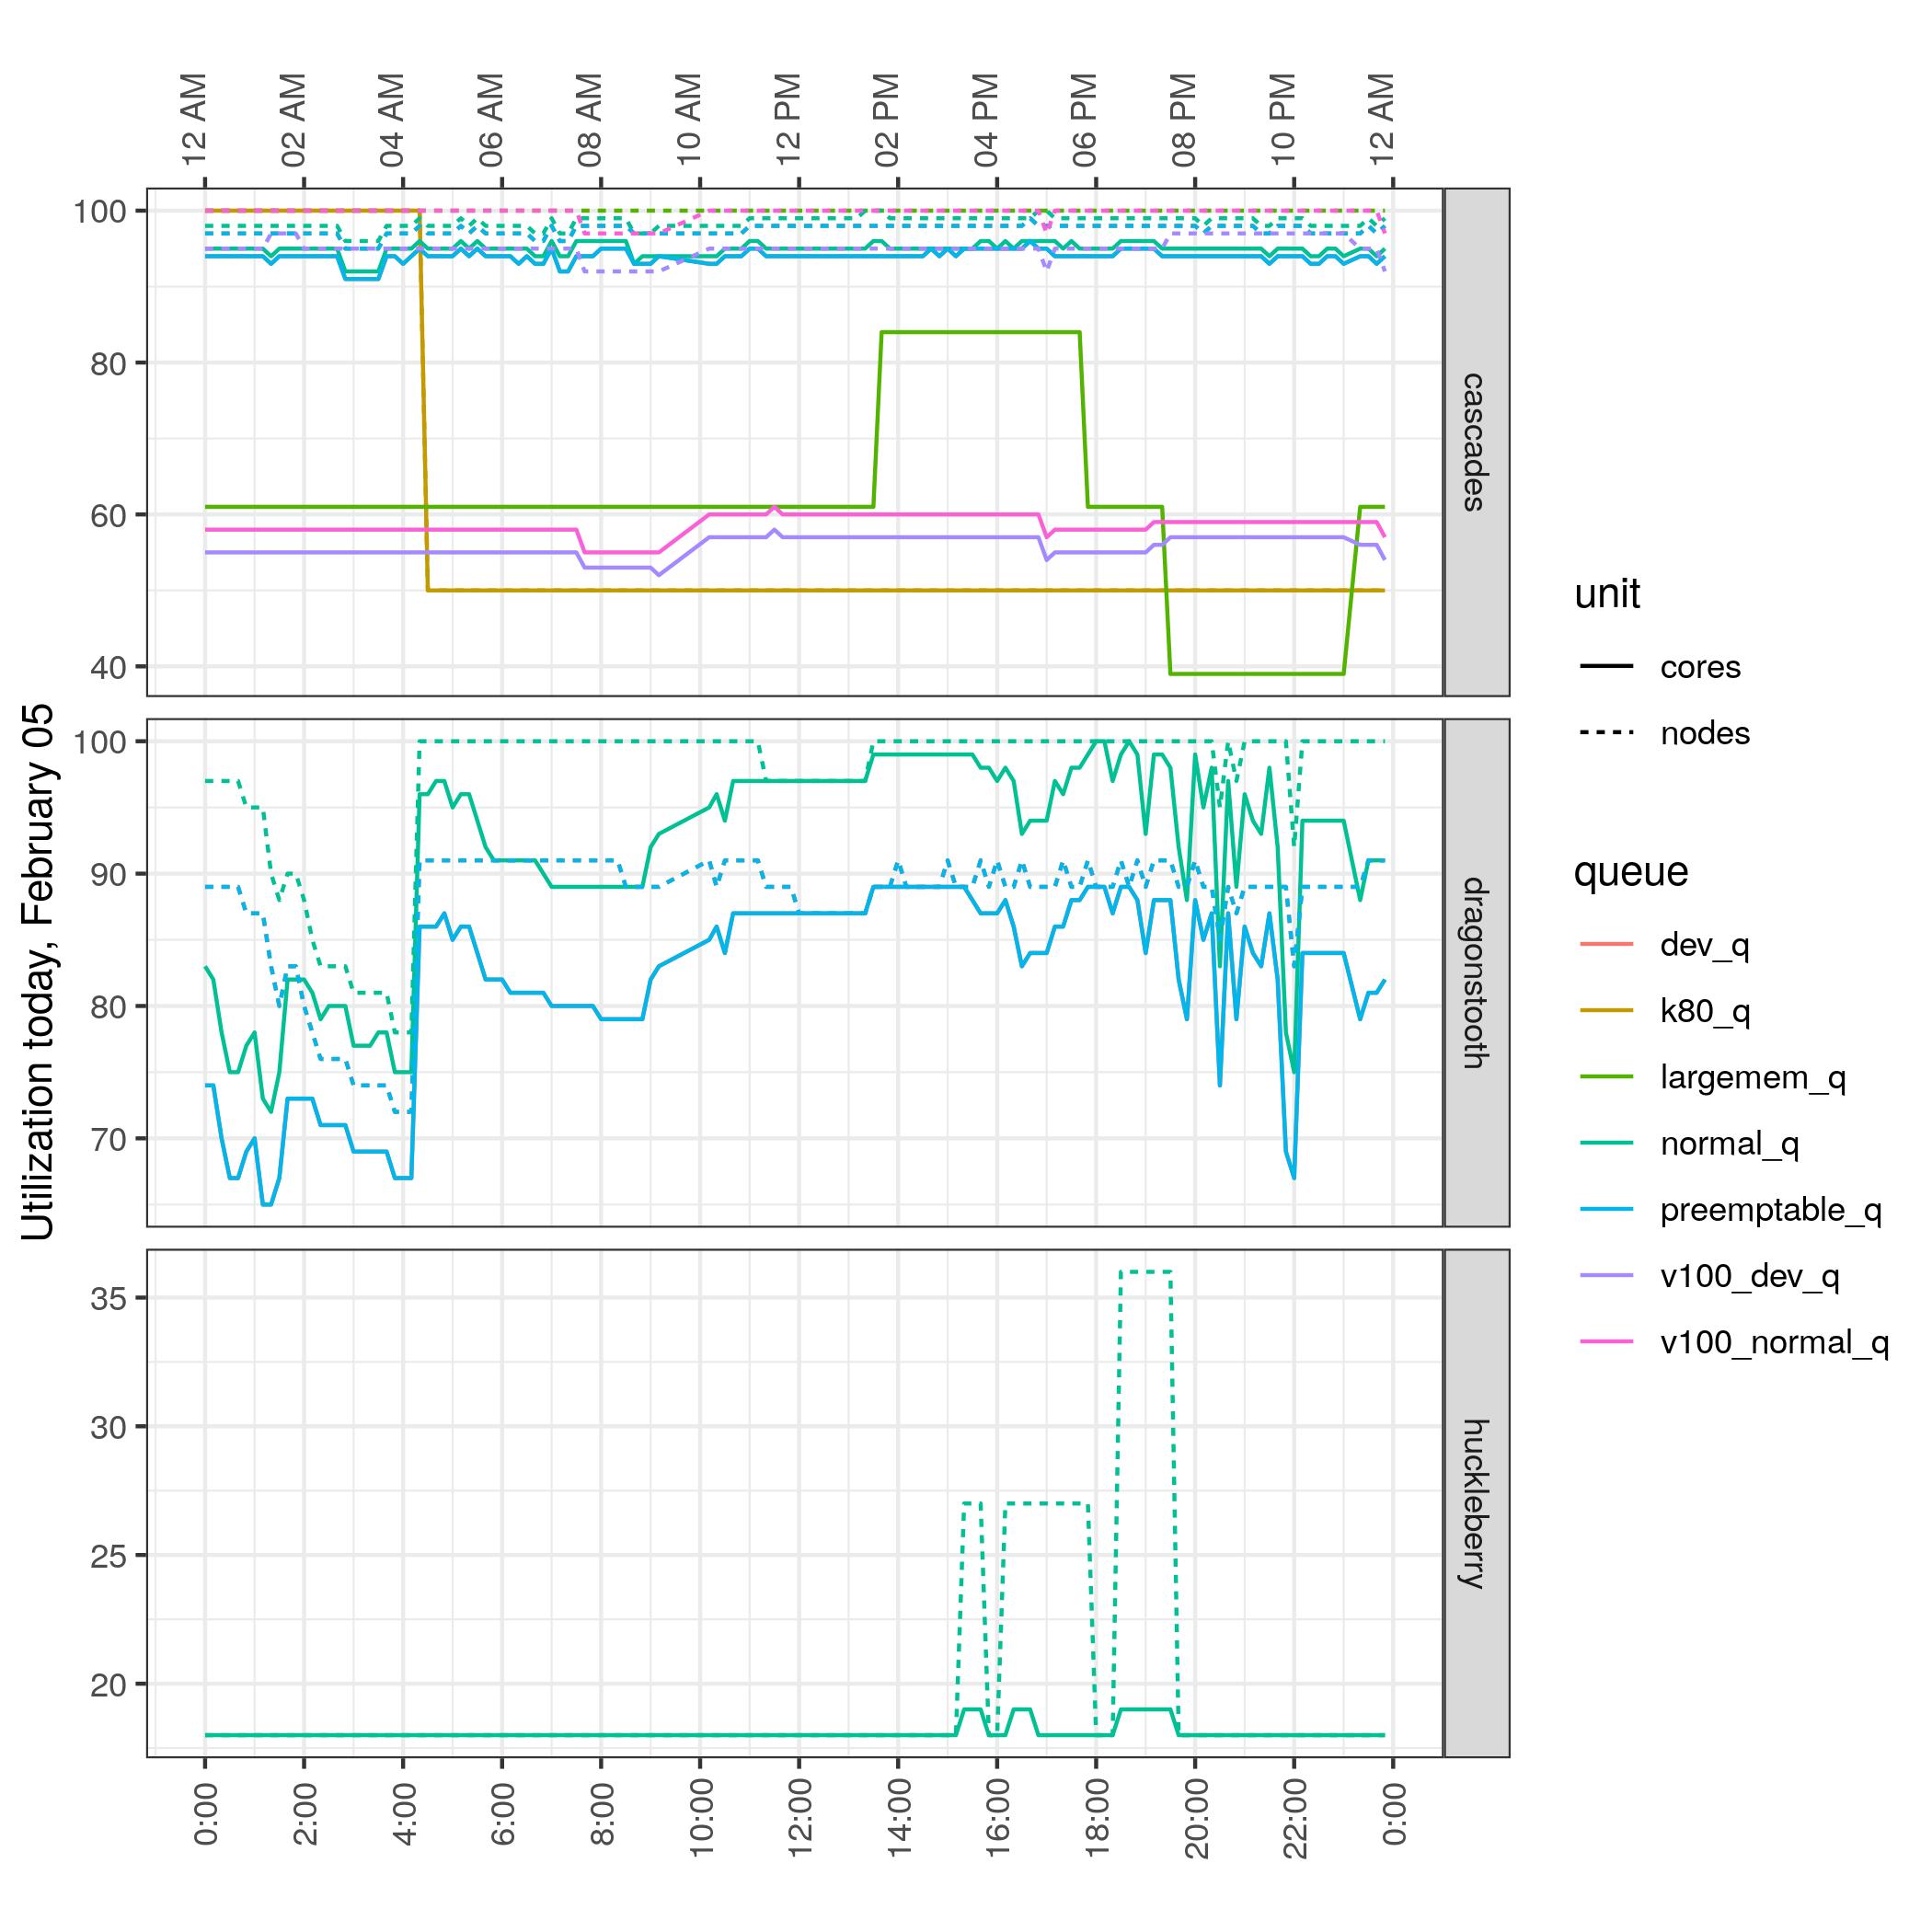 12 AM
02 AM
04 AM
06 AM
08 AM
10 AM
12 PM
02 PM
04 PM
06 PM
08 PM
10 PM
12 AM
Utilization today, February 05
100
80
60
40
cascades
100
90
80
70
dragonstooth
35
30
25
20
huckleberry
0:00
2:00
4:00
6:00
8:00
10:00
12:00
14:00
16:00
18:00
20:00
22:00
0:00
unit
cores
nodes
queue
dev_q
k80_q
largemem_q
normal_q
preemptable_q
v100_dev_q
v100_normal_q